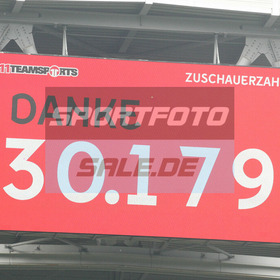 11TEAMSPORTS
ZUSCHAUERZAH
DANKE
SPORTFOTO
30.179
SALE.DE